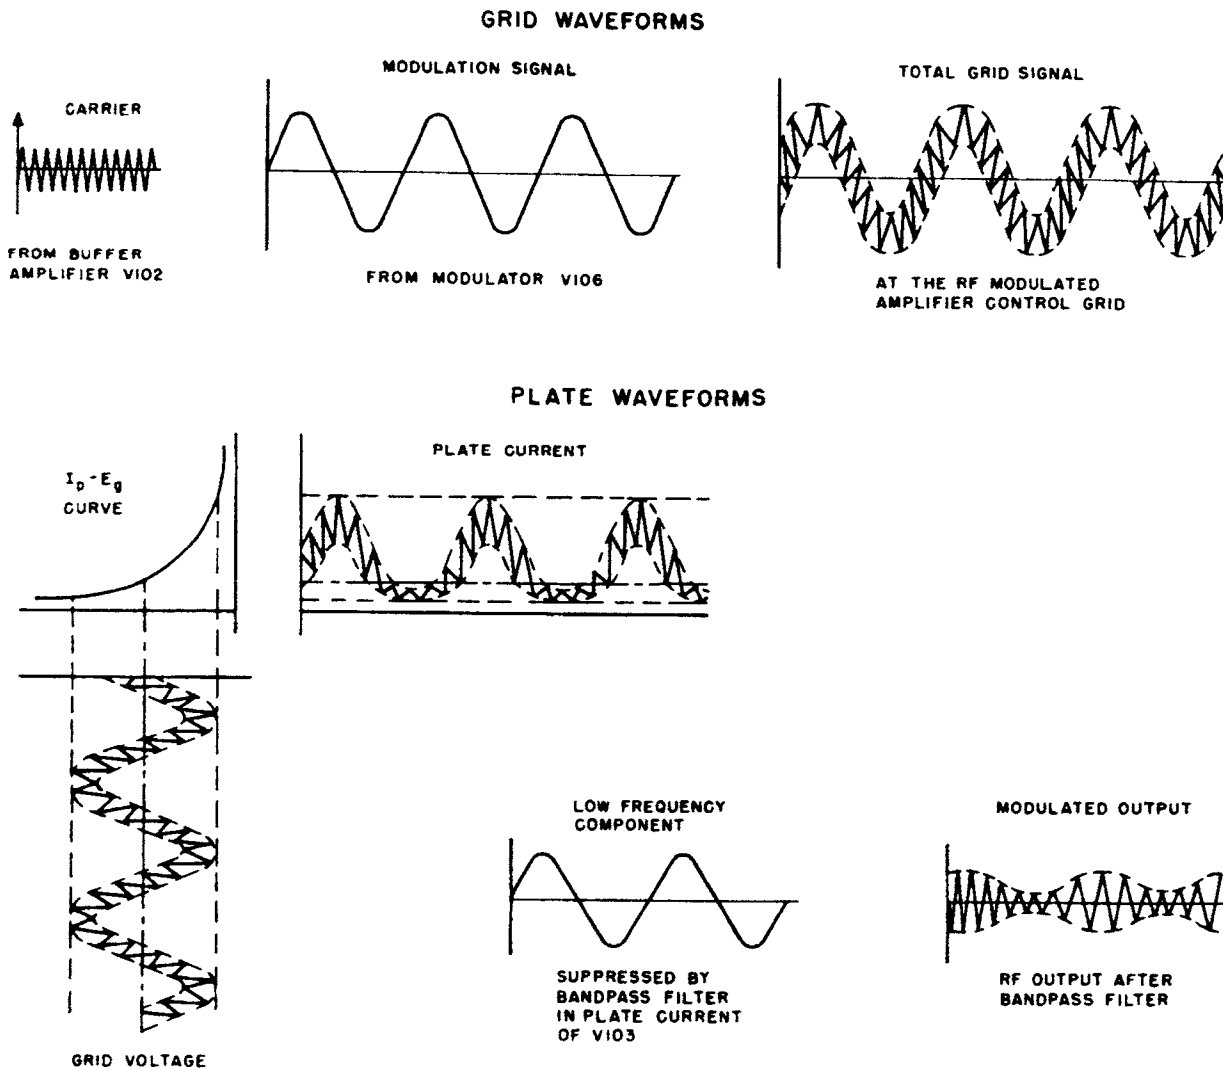 GRID WAVEFORMS
CARRIER
FROM BUFFER
AMPLIFIER V102
MODULATION SIGNAL
FROM MODULATOR V106
TOTAL GRID SIGNAL
AT THE RF MODULATED
AMPLIFIER CONTROL GRID
PLATE WAVEFORMS
Ip-Eg
CURVE
PLATE CURRENT
GRID VOLTAGE
LOW FREQUENCY
COMPONENT
SUPPRESSED BY
BANDPASS FILTER
IN PLATE CURRENT
OF V103
MODULATED OUTPUT
RF OUTPUT AFTER
BANDPASS FILTER